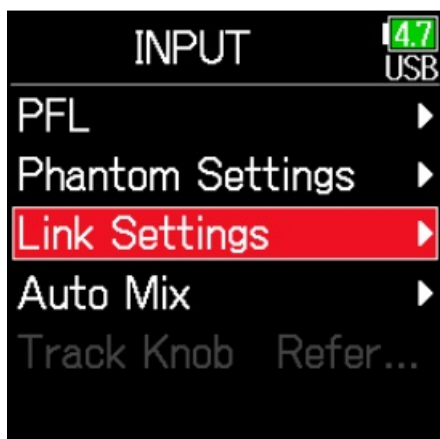 INPUT
4.7
USB
PFL
Phantom Settings
Link Settings
Auto Mix
Track Knob Refer...